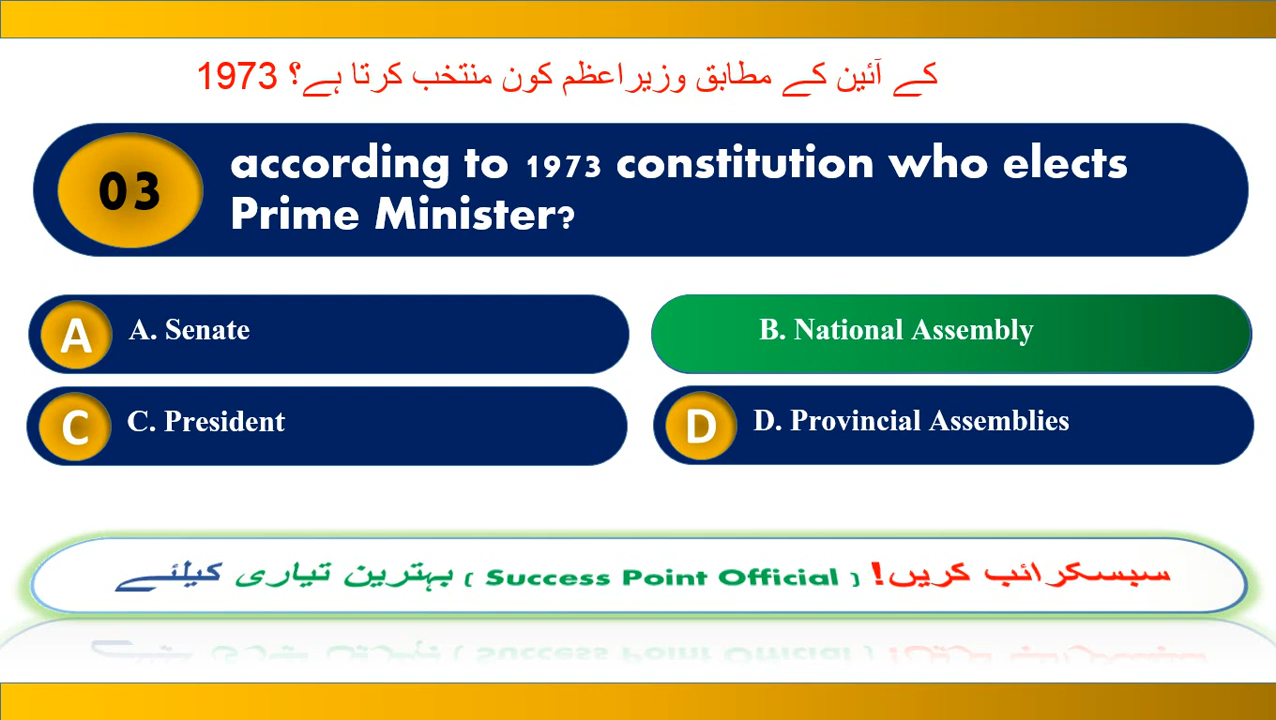 1973 کے آئین کے مطابق وزیراعظم کون منتخب کرتا ہے؟
03
according to 1973 constitution who elects
Prime Minister?
A
A. Senate
B. National Assembly
C
C. President
D
D. Provincial Assemblies
سبسکرائب کریں! ( Success Point Official ) بہترین تیاری کیلئے